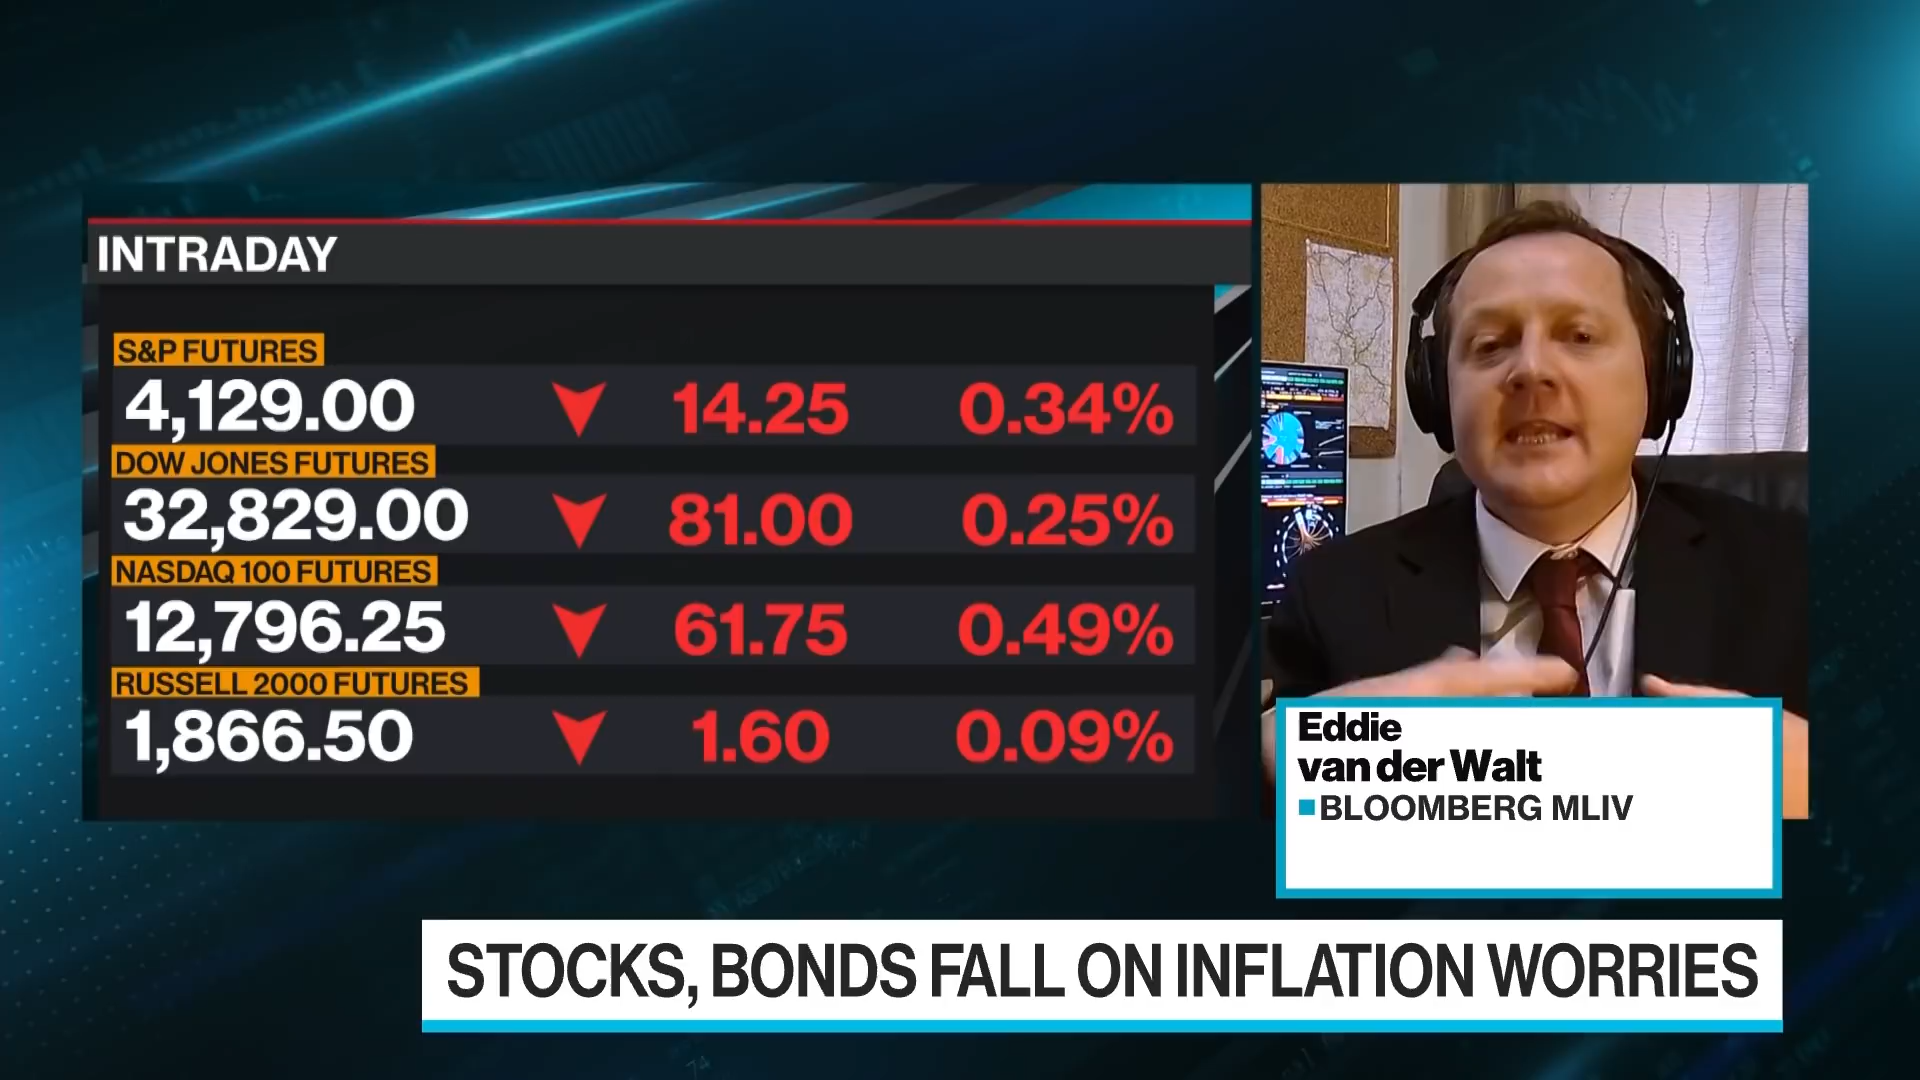 INTRADAY
S&P FUTURES
4,129.00 14.25 0.34%
DOW JONES FUTURES
32,829.00 81.00 0.25%
NASDAQ 100 FUTURES
12,796.25 61.75 0.49%
RUSSELL 2000 FUTURES
1,866.50 1.60 0.09%
Eddie
van der Walt
BLOOMBERG MLIV
STOCKS, BONDS FALL ON INFLATION WORRIES